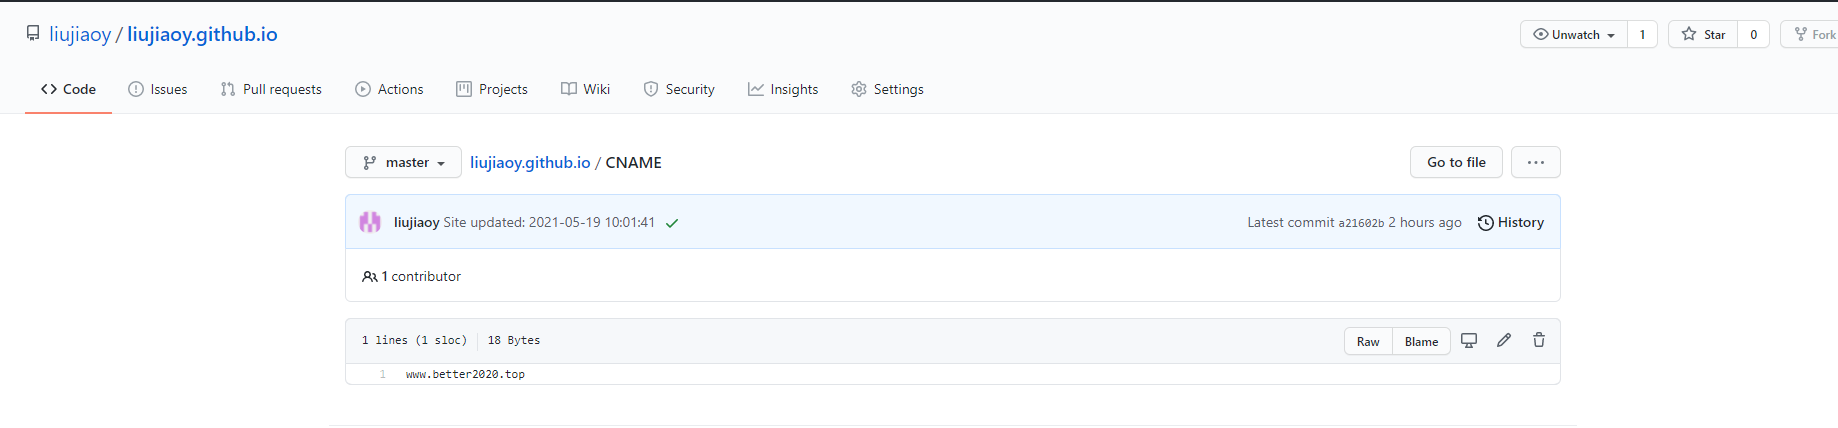 liujiaoy / liujiaoy.github.io
Unwatch 1 Star 0 Fork
Code Issues Pull requests Actions Projects Wiki Security Insights Settings
master liujiaoy.github.io / CNAME Go to file ...
liujiaoy Site updated: 2021-05-19 10:01:41 Latest commit a21602b 2 hours ago History
1 contributor
1 lines (1 sloc) 18 Bytes Raw Blame
1 www.better2020.top